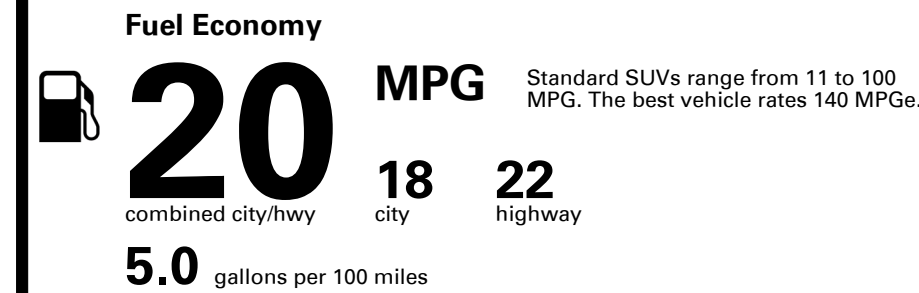 Fuel Economy
20
MPG
Standard SUVs range from 11 to 100
MPG. The best vehicle rates 140 MPGe.
18 22
combined city/hwy city highway
5.0 gallons per 100 miles